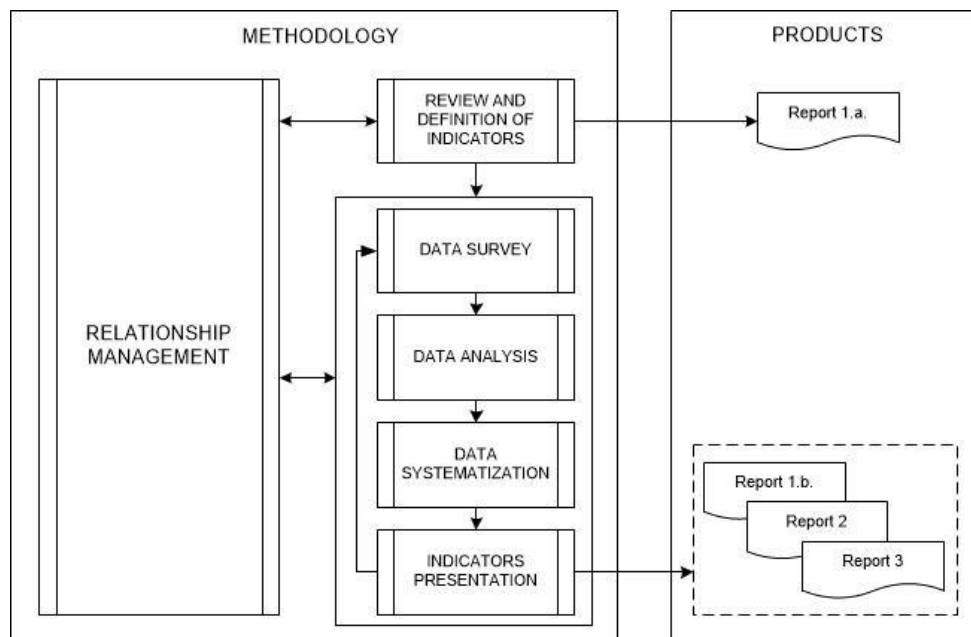 METHODOLOGY
PRODUCTS
REVIEW AND
DEFINITION OF
INDICATORS
Report 1.a.
DATA SURVEY
RELATIONSHIP
MANAGEMENT
DATA ANALYSIS
DATA
SYSTEMATIZATION
Report 1.b.
Report 2
Report 3
INDICATORS
PRESENTATION